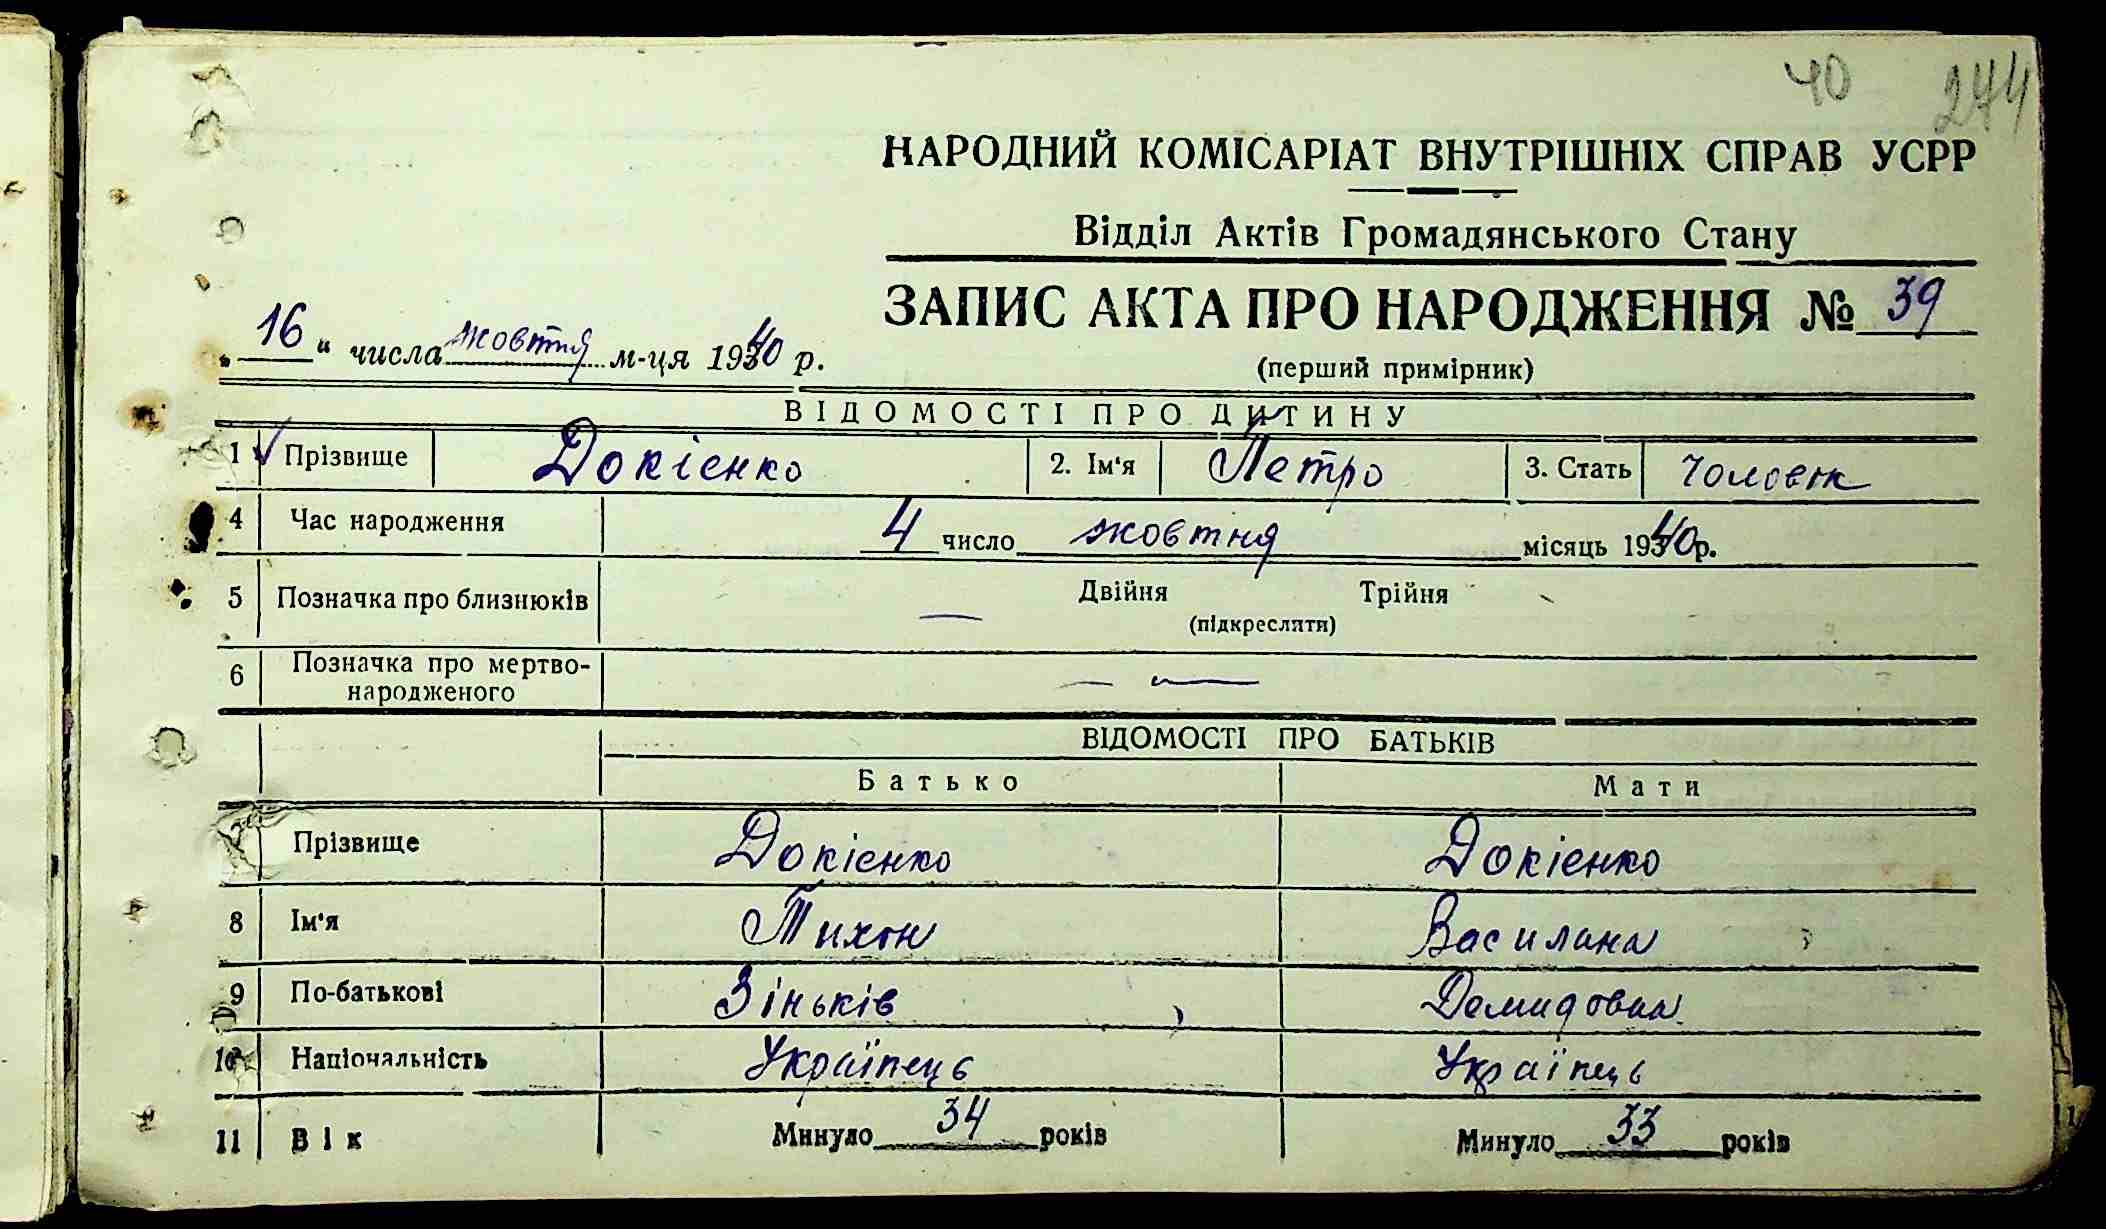 40 244
НАРОДНИЙ КОМІСАРІАТ ВНУТРІШНІХ СПРАВ УСРР
Відділ Актів Громадянського Стану
ЗАПИС АКТА ПРО НАРОДЖЕННЯ № 39
„16“ числа жовтня м-ця 1940 р.
(перший примірник)
ВІДОМОСТІ ПРО ДИТИНУ
1 Прізвище Докієнко 2. Ім'я Петро 3. Стать чоловік
4 Час народження 4 число жовтня місяць 1940 р.
5 Позначка про близнюків — Двійня Трійня
(підкреслити)
6 Позначка про мертво-
народженого — —
ВІДОМОСТІ ПРО БАТЬКІВ
Батько Мати
Прізвище Докієнко Докієнко
8 Ім'я Тихон Василина
9 По-батькові Зіньків Демидовна
10 Національність Українець Українець
11 Вік Минуло 34 років Минуло 33 років